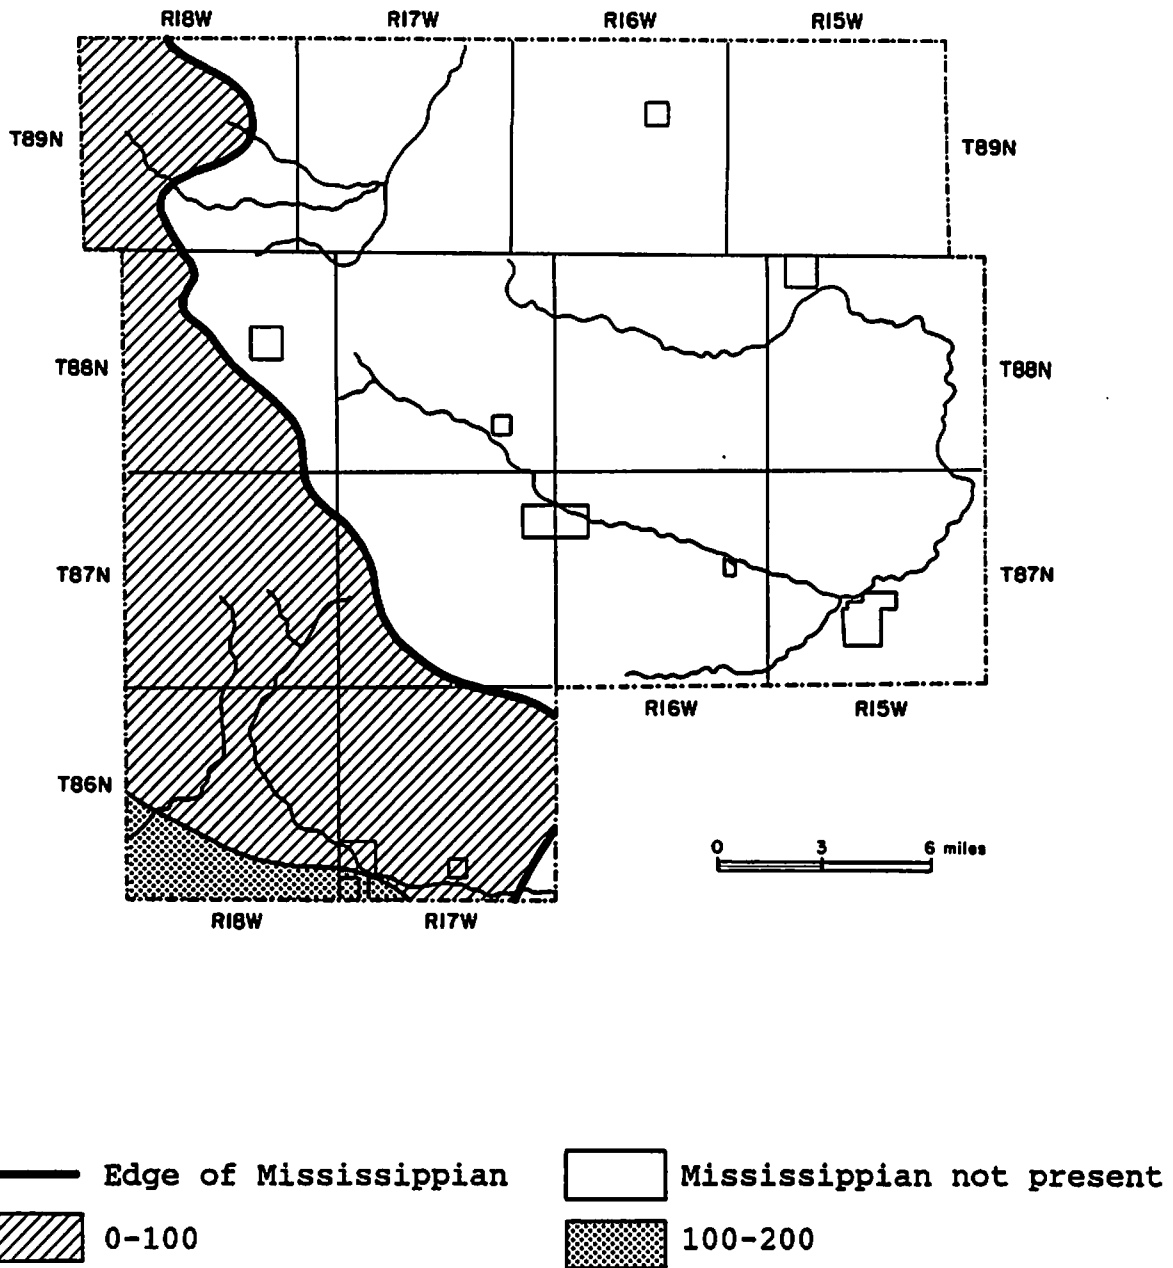 R18W R17W R16W R15W
T89N T89N
T88N T88N
T87N T87N
R16W R15W
T86N
0 3 6 miles
R18W R17W
Edge of Mississippian Mississippian not present
0-100 100-200